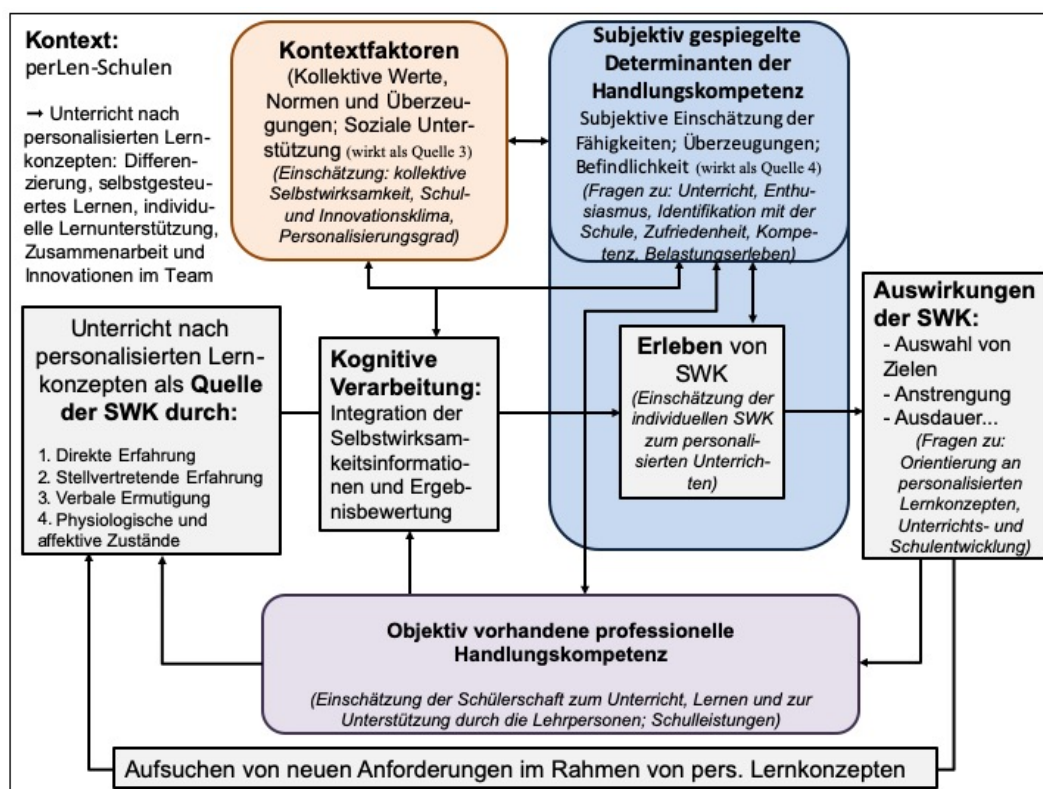 Kontext:
perLen-Schulen
→ Unterricht nach
personalisierten Lern-
konzepten: Differen-
zierung, selbstgesteu-
ertes Lernen, individu-
elle Lernunterstützung,
Zusammenarbeit und
Innovationen im Team
Kontextfaktoren
(Kollektive Werte,
Normen und Überzeu-
gungen; Soziale Unter-
stützung (wirkt als Quelle 3)
(Einschätzung: kollektive
Selbstwirksamkeit, Schul-
und Innovationsklima,
Personalisierungsgrad)
Subjektiv gespiegelte
Determinanten der
Handlungskompetenz
Subjektive Einschätzung der
Fähigkeiten; Überzeugungen;
Befindlichkeit (wirkt als Quelle 4)
(Fragen zu: Unterricht, Enthu-
siasmus, Identifikation mit der
Schule, Zufriedenheit, Kompe-
tenz, Belastungserleben)
Unterricht nach
personalisierten Lern-
konzepten als Quelle
der SWK durch:
1. Direkte Erfahrung
2. Stellvertretende Erfahrung
3. Verbale Ermutigung
4. Physiologische und
affektive Zustände
Kognitive
Verarbeitung:
Integration der
Selbstwirksam-
keitsinformatio-
nen und Ergeb-
nisbewertung
Erleben von
SWK
(Einschätzung der
individuellen SWK
zum personali-
sierten Unterrich-
ten)
Auswirkungen
der SWK:
- Auswahl von
Zielen
- Anstrengung
- Ausdauer...
(Fragen zu:
Orientierung an
personalisierten
Lernkonzepten,
Unterrichts- und
Schulentwicklung)
Objektiv vorhandene professionelle
Handlungskompetenz
(Einschätzung der Schülerschaft zum Unterricht, Lernen und zur
Unterstützung durch die Lehrpersonen; Schulleistungen)
Aufsuchen von neuen Anforderungen im Rahmen von pers. Lernkonzepten